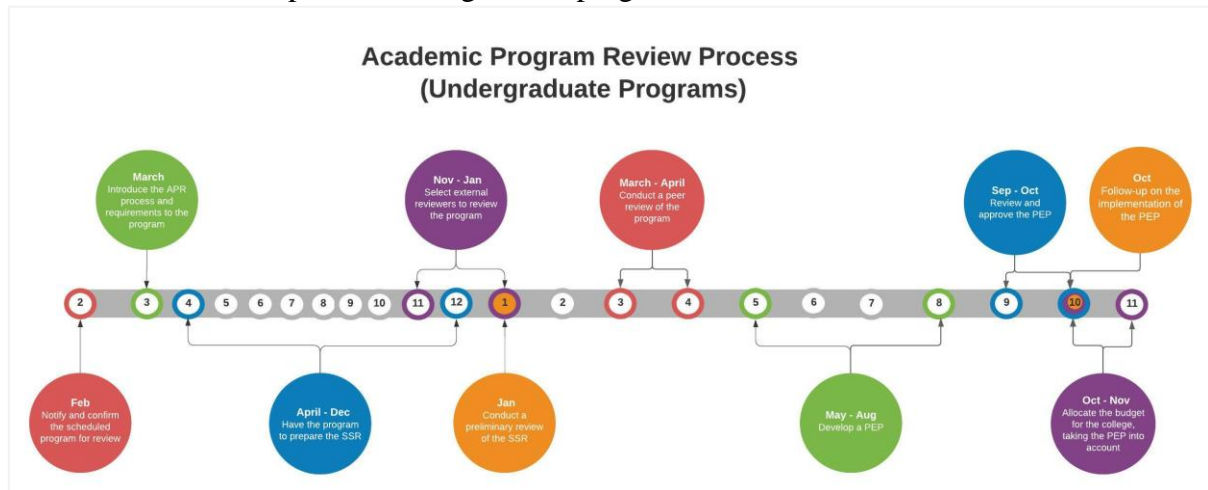 Academic Program Review Process
(Undergraduate Programs)
March
Introduce the APR
process and
requirements to the
program
Nov - Jan
Select external
reviewers to review
the program
March - April
Conduct a peer
review of the
program
Sep - Oct
Review and
approve the PEP
Oct
Follow-up on the
implementation of
the PEP
2 3 4 5 6 7 8 9 10 11 12 1 2 3 4 5 6 7 8 9 10 11
Feb
Notify and confirm
the scheduled
program for review
April - Dec
Have the program
to prepare the SSR
Jan
Conduct a
preliminary review
of the SSR
May - Aug
Develop a PEP
Oct - Nov
Allocate the budget
for the college,
taking the PEP into
account